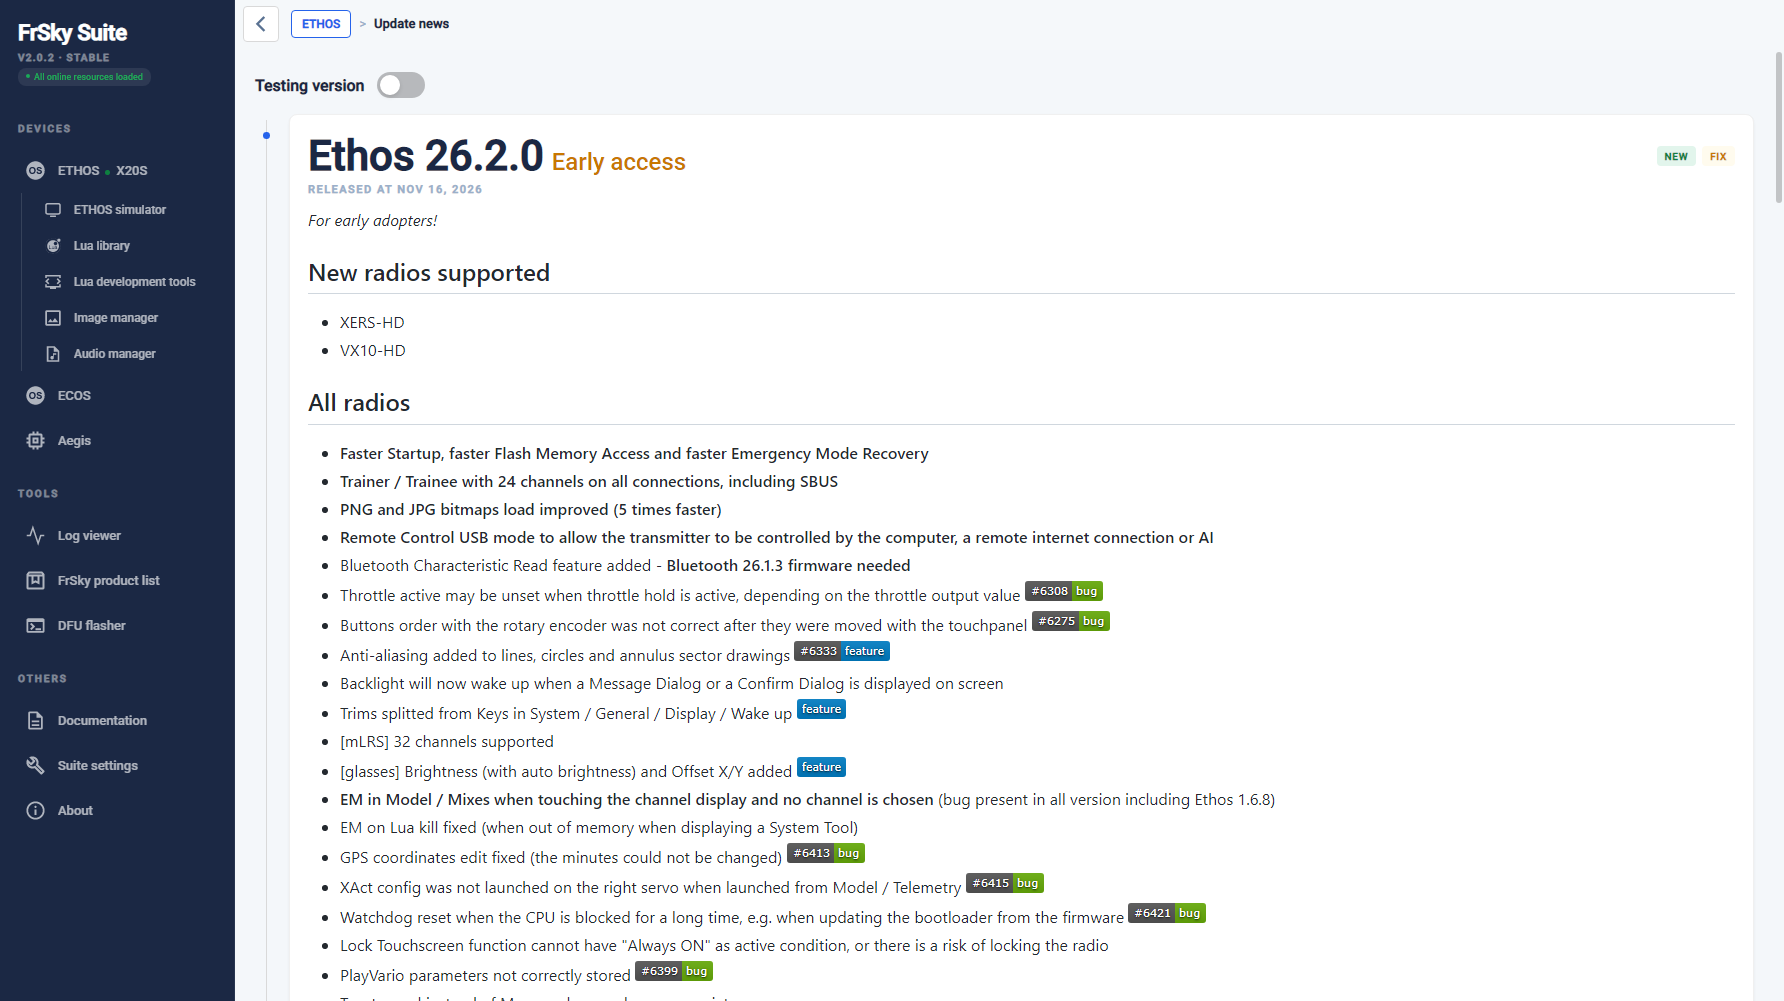 FrSky Suite
V2.0.2 · STABLE
• All online resources loaded
DEVICES
ETHOS • X20S
ETHOS simulator
Lua library
Lua development tools
Image manager
Audio manager
ECOS
Aegis
TOOLS
Log viewer
FrSky product list
DFU flasher
OTHERS
Documentation
Suite settings
About
ETHOS > Update news
Testing version
Ethos 26.2.0 Early access
NEW FIX
RELEASED AT NOV 16, 2026
For early adopters!
New radios supported
• XERS-HD
• VX10-HD
All radios
• Faster Startup, faster Flash Memory Access and faster Emergency Mode Recovery
• Trainer / Trainee with 24 channels on all connections, including SBUS
• PNG and JPG bitmaps load improved (5 times faster)
• Remote Control USB mode to allow the transmitter to be controlled by the computer, a remote internet connection or AI
• Bluetooth Characteristic Read feature added - Bluetooth 26.1.3 firmware needed
• Throttle active may be unset when throttle hold is active, depending on the throttle output value #6308 bug
• Buttons order with the rotary encoder was not correct after they were moved with the touchpanel #6275 bug
• Anti-aliasing added to lines, circles and annulus sector drawings #6333 feature
• Backlight will now wake up when a Message Dialog or a Confirm Dialog is displayed on screen
• Trims splitted from Keys in System / General / Display / Wake up feature
• [mLRS] 32 channels supported
• [glasses] Brightness (with auto brightness) and Offset X/Y added feature
• EM in Model / Mixes when touching the channel display and no channel is chosen (bug present in all version including Ethos 1.6.8)
• EM on Lua kill fixed (when out of memory when displaying a System Tool)
• GPS coordinates edit fixed (the minutes could not be changed) #6413 bug
• XAct config was not launched on the right servo when launched from Model / Telemetry #6415 bug
• Watchdog reset when the CPU is blocked for a long time, e.g. when updating the bootloader from the firmware #6421 bug
• Lock Touchscreen function cannot have "Always ON" as active condition, or there is a risk of locking the radio
• PlayVario parameters not correctly stored #6399 bug